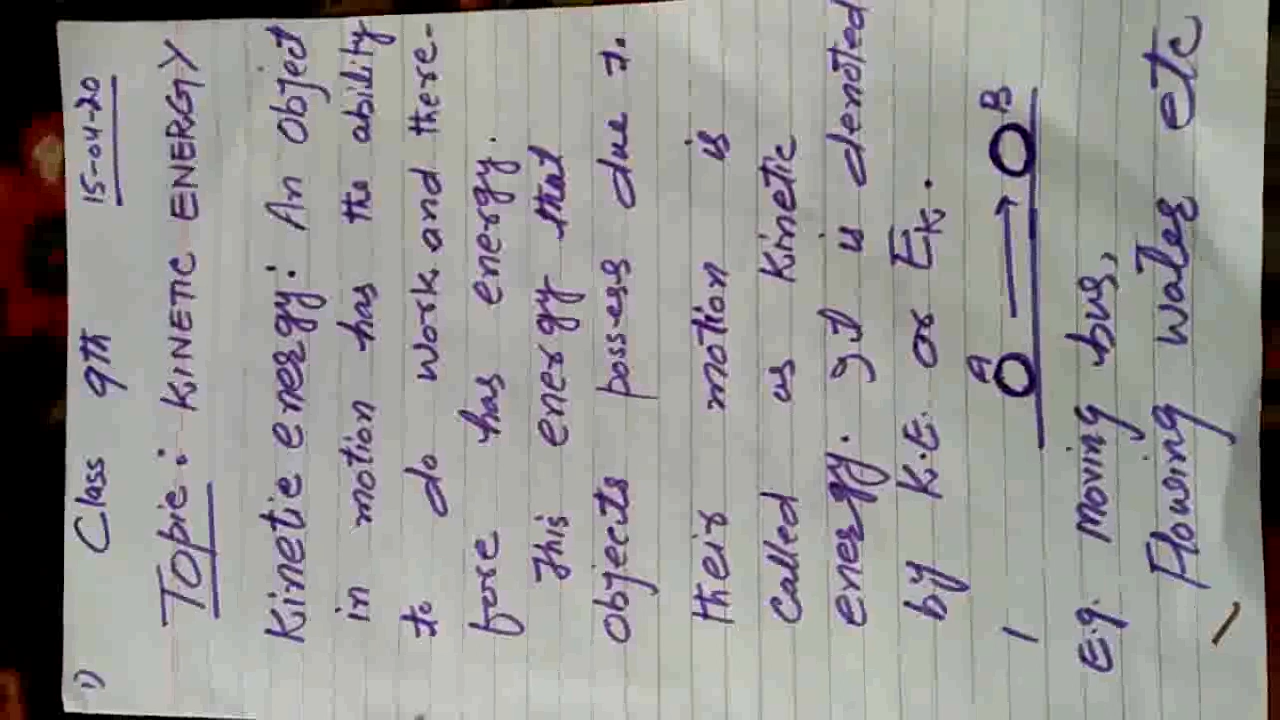 1) Class 9th 15-04-20
Topic: KINETIC ENERGY
Kinetic energy: An Object
in motion has the ability
to do work and there-
fore has energy.
This energy that
objects possess due to
their motion is
called as Kinetic
energy. It is denoted
by K.E. or EK.
A B
E.g. Moving bus,
Flowing water etc